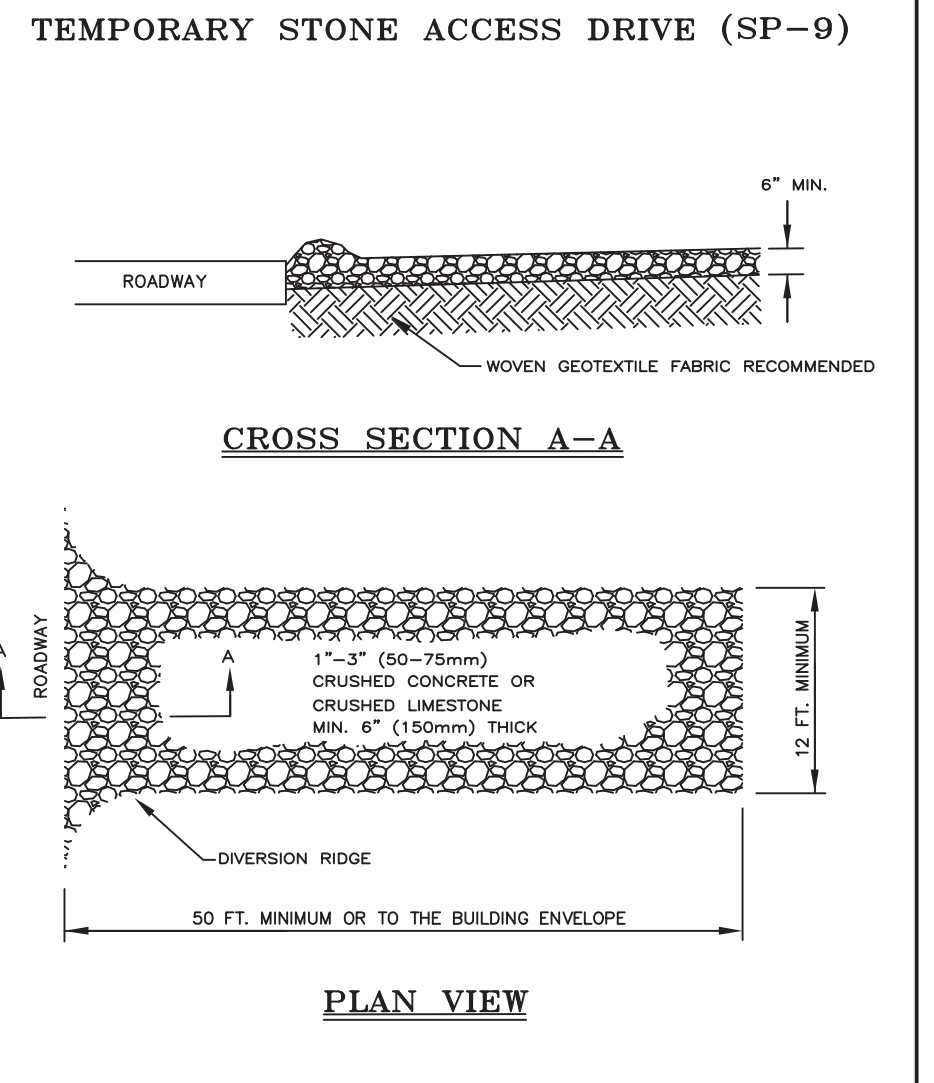 TEMPORARY STONE ACCESS DRIVE (SP-9)
6" MIN.
ROADWAY
WOVEN GEOTEXTILE FABRIC RECOMMENDED
CROSS SECTION A-A
ROADWAY
A
1"-3" (50-75mm)
CRUSHED CONCRETE OR
CRUSHED LIMESTONE
MIN. 6" (150mm) THICK
12 FT. MINIMUM
DIVERSION RIDGE
50 FT. MINIMUM OR TO THE BUILDING ENVELOPE
PLAN VIEW